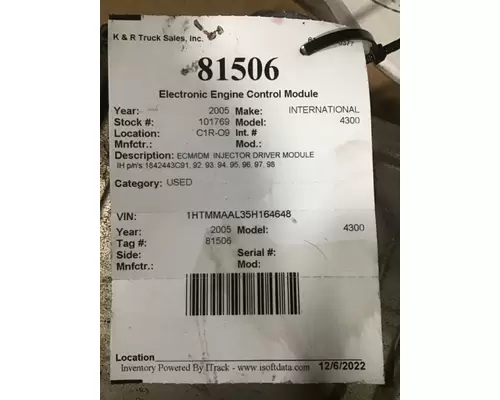 K & R Truck Sales, Inc.
81506
Electronic Engine Control Module
Year: 2005 Make: INTERNATIONAL
Stock #: 101769 Model: 4300
Location: C1R-O9 Int. #
Mnfctr.: Mod.:
Description: ECM/IDM INJECTOR DRIVER MODULE
IH p/n's:1842443C91, 92, 93, 94, 95, 96, 97, 98
Category: USED
VIN: 1HTMMAAL35H164648
Year: 2005 Model: 4300
Tag #: 81506
Side: Serial #:
Mnfctr.: Mod:
Location
Inventory Powered By ITrack - www.isoftdata.com 12/6/2022